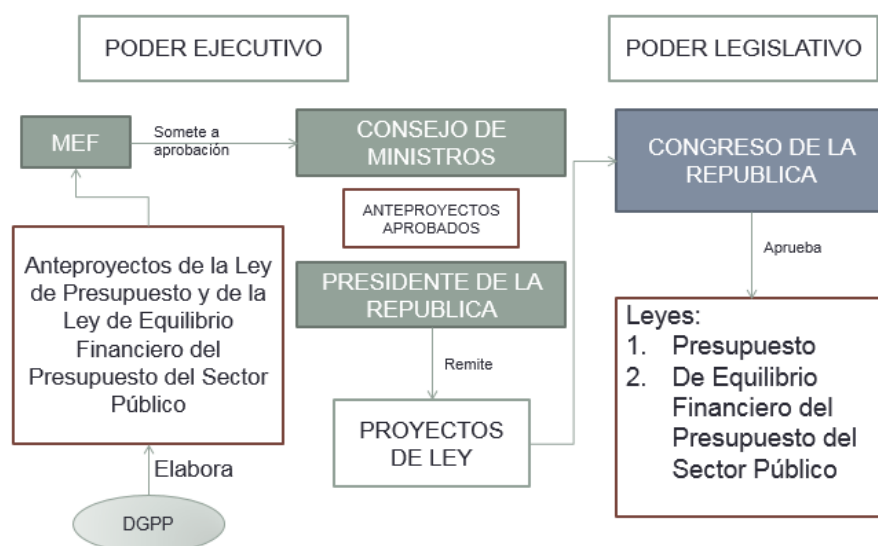 PODER EJECUTIVO
PODER LEGISLATIVO
MEF
Somete a
aprobación
CONSEJO DE
MINISTROS
CONGRESO DE LA
REPUBLICA
ANTEPROYECTOS
APROBADOS
Anteproyectos de la Ley
de Presupuesto y de la
Ley de Equilibrio
Financiero del
Presupuesto del Sector
Público
PRESIDENTE DE LA
REPUBLICA
Aprueba
Remite
Leyes:
1. Presupuesto
2. De Equilibrio
Financiero del
Presupuesto del
Sector Público
PROYECTOS
DE LEY
Elabora
DGPP